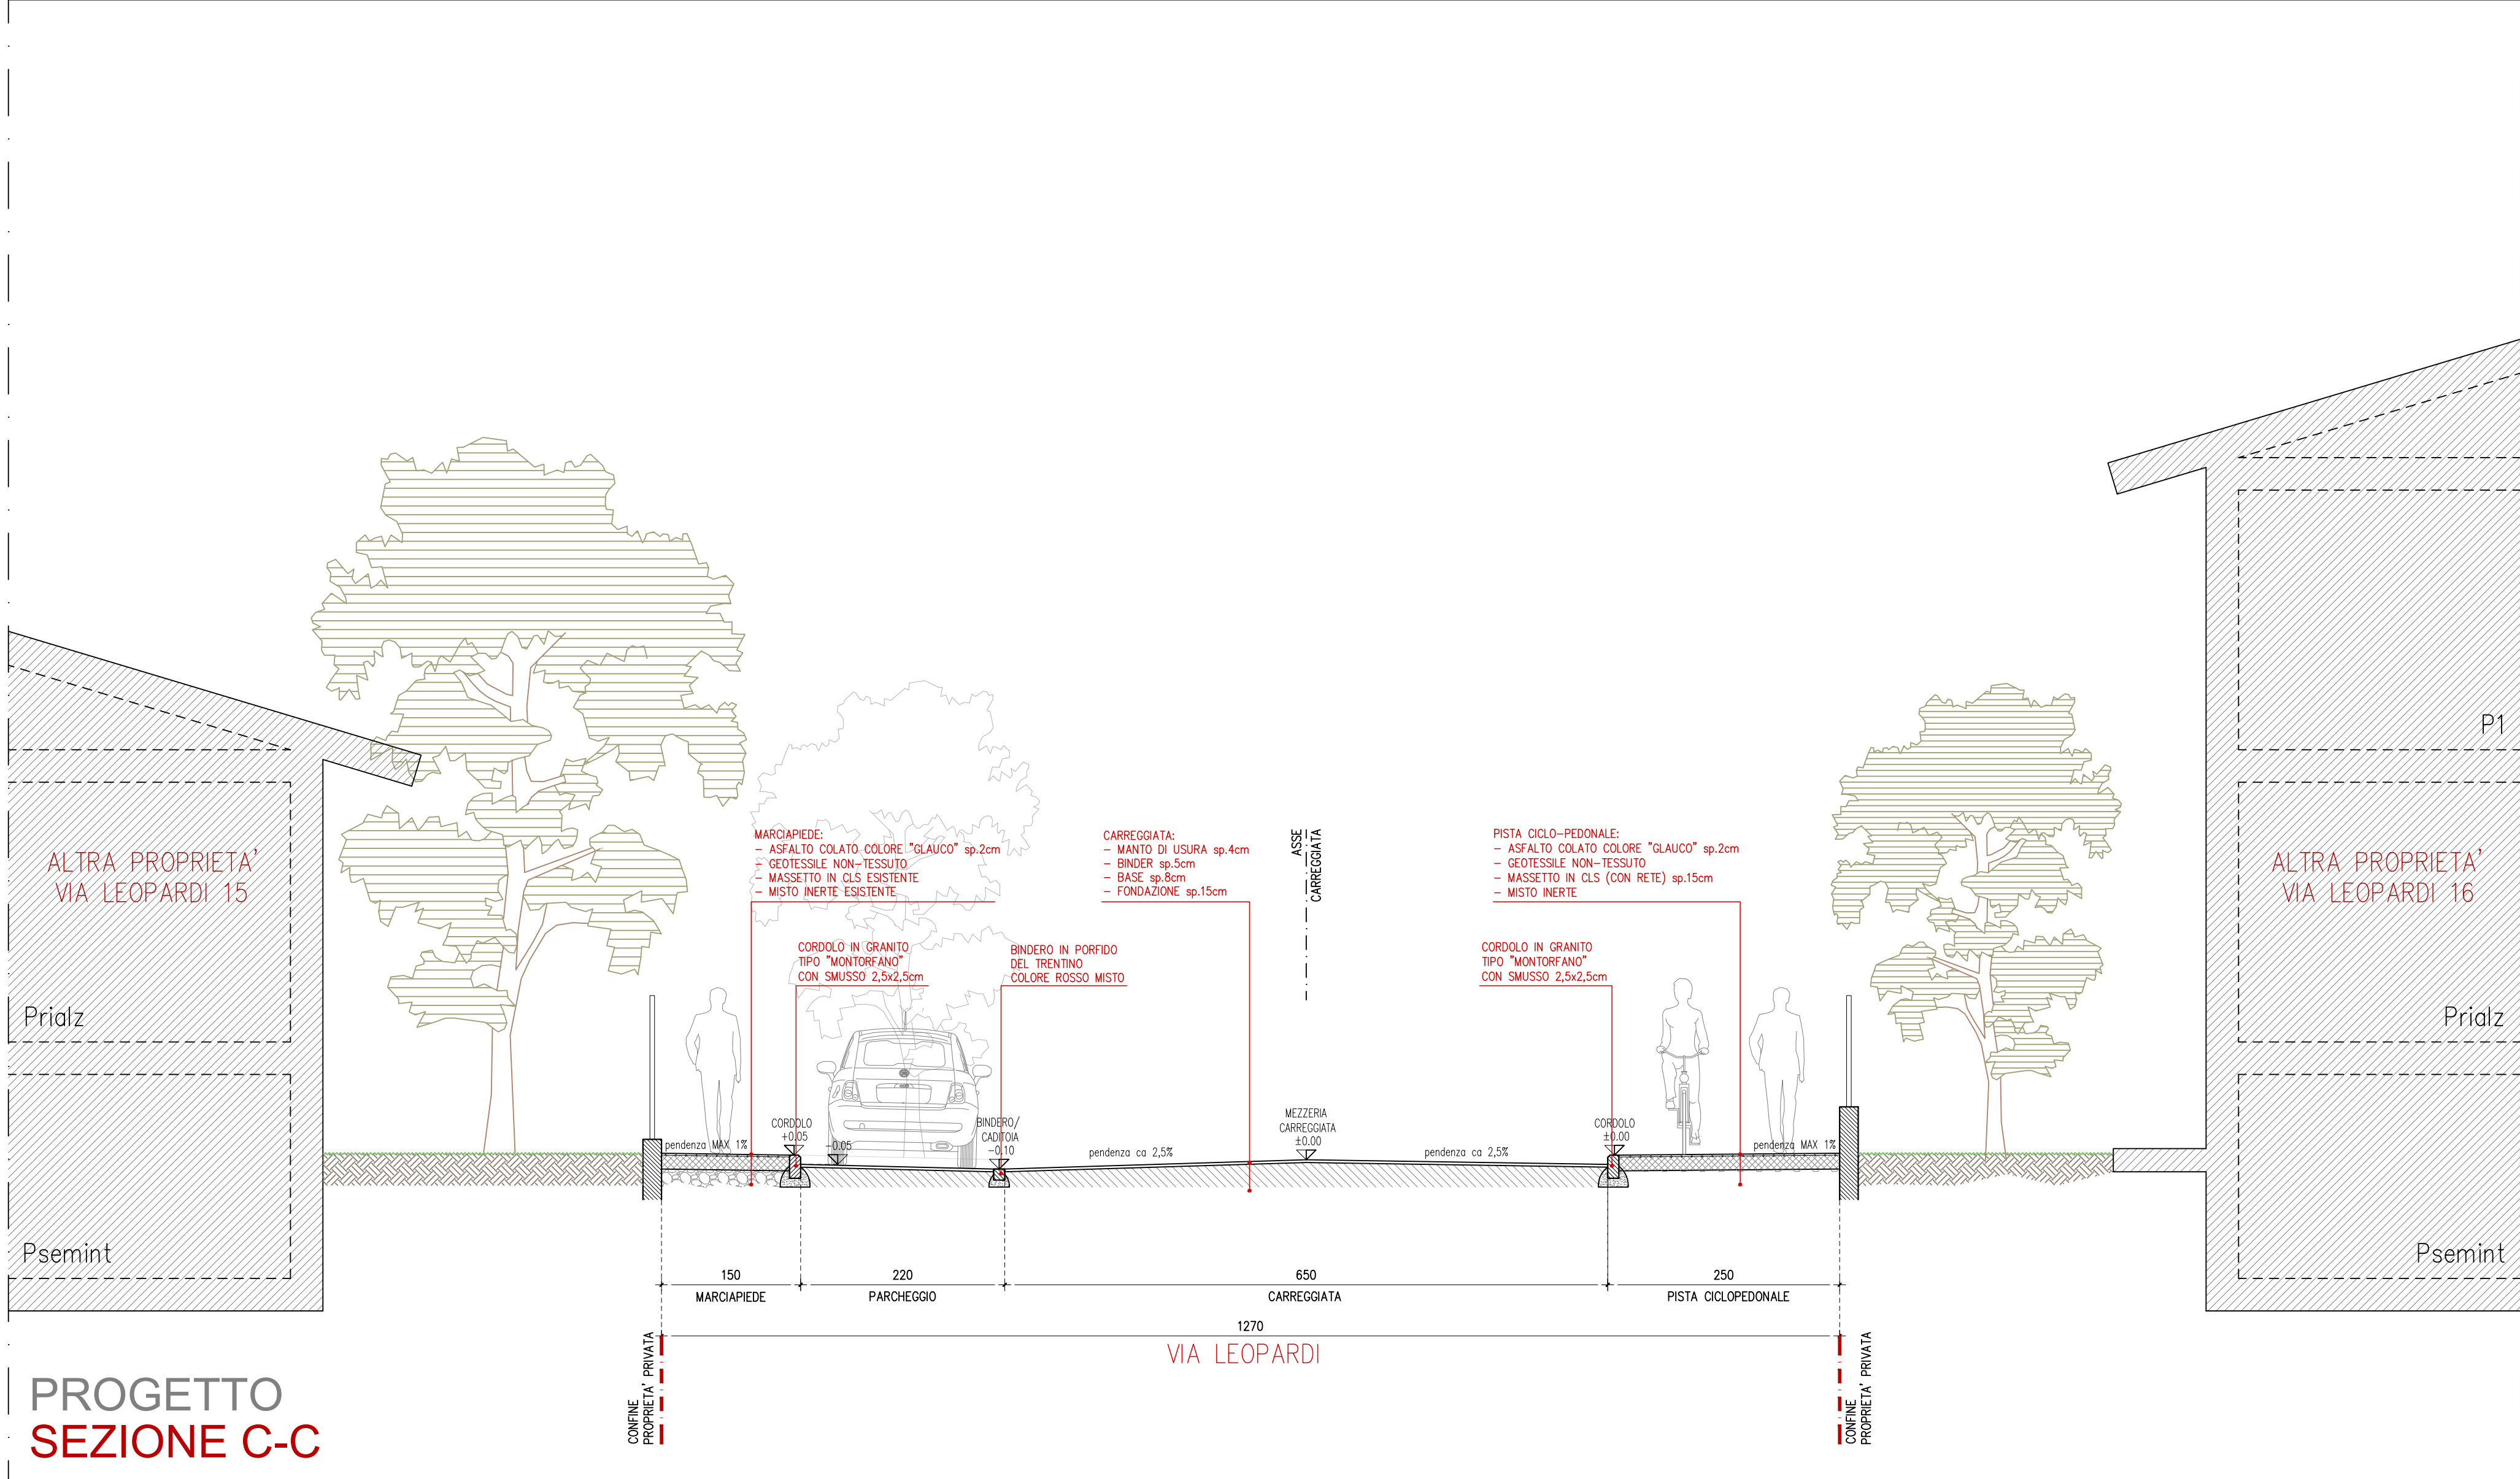 P1
MARCIAPIEDE:
- ASFALTO COLATO COLORE "GLAUCO" sp.2cm
- GEOTESSILE NON-TESSUTO
- MASSETTO IN CLS ESISTENTE
- MISTO INERTE ESISTENTE
CARREGGIATA:
- MANTO DI USURA sp.4cm
- BINDER sp.5cm
- BASE sp.8cm
- FONDAZIONE sp.15cm
ASSE
CARREGGIATA
PISTA CICLO-PEDONALE:
- ASFALTO COLATO COLORE "GLAUCO" sp.2cm
- GEOTESSILE NON-TESSUTO
- MASSETTO IN CLS (CON RETE) sp.15cm
- MISTO INERTE
ALTRA PROPRIETA'
VIA LEOPARDI 15
ALTRA PROPRIETA'
VIA LEOPARDI 16
CORDOLO IN GRANITO
TIPO "MONTORFANO"
CON SMUSSO 2,5x2,5cm
BINDERO IN PORFIDO
DEL TRENTINO
COLORE ROSSO MISTO
CORDOLO IN GRANITO
TIPO "MONTORFANO"
CON SMUSSO 2,5x2,5cm
Prialz
Prialz
pendenza MAX 1%
CORDOLO
+0.05
-0.05
BINDERO/
CADITOIA
-0.10
pendenza ca 2,5%
MEZZERIA
CARREGGIATA
±0.00
pendenza ca 2,5%
CORDOLO
±0.00
pendenza MAX 1%
Psemint
Psemint
150
MARCIAPIEDE
220
PARCHEGGIO
650
CARREGGIATA
250
PISTA CICLOPEDONALE
1270
VIA LEOPARDI
CONFINE
PROPRIETA' PRIVATA
CONFINE
PROPRIETA' PRIVATA
PROGETTO
SEZIONE C-C